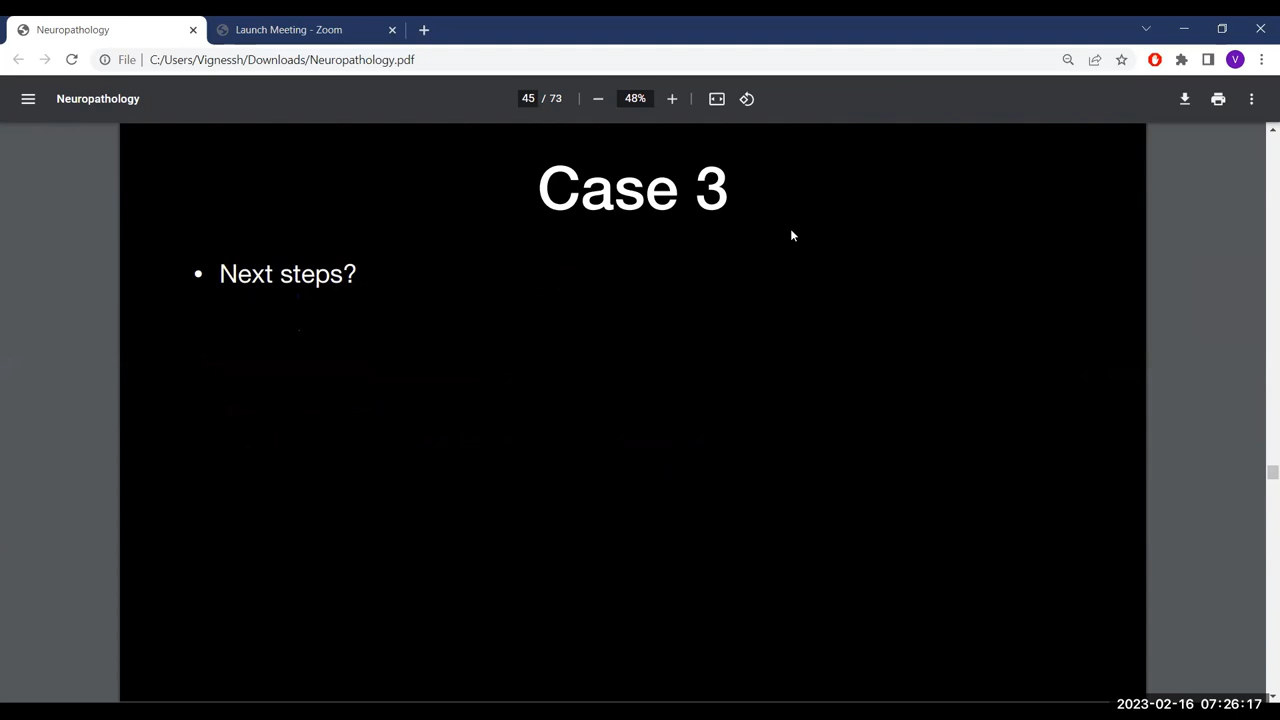 Neuropathology
Launch Meeting - Zoom
File C:/Users/Vignessh/Downloads/Neuropathology.pdf
V
Neuropathology
45 / 73
48%
Case 3
• Next steps?
2023-02-16 07:26:17